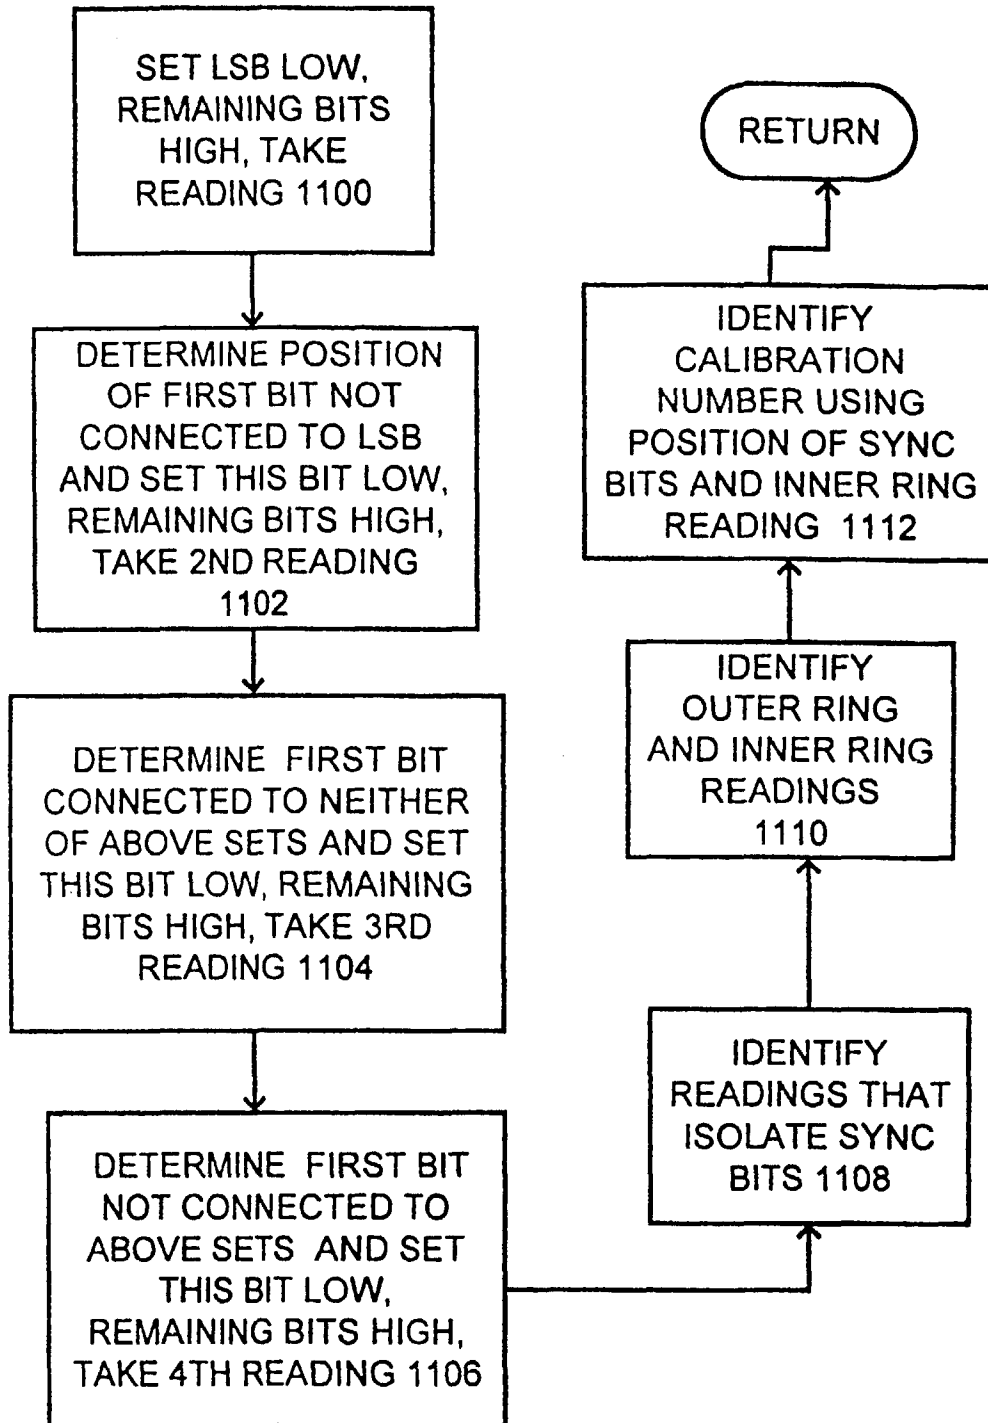 SET LSB LOW,
REMAINING BITS
HIGH, TAKE
READING 1100
DETERMINE POSITION
OF FIRST BIT NOT
CONNECTED TO LSB
AND SET THIS BIT LOW,
REMAINING BITS HIGH,
TAKE 2ND READING
1102
DETERMINE FIRST BIT
CONNECTED TO NEITHER
OF ABOVE SETS AND SET
THIS BIT LOW, REMAINING
BITS HIGH, TAKE 3RD
READING 1104
DETERMINE FIRST BIT
NOT CONNECTED TO
ABOVE SETS AND SET
THIS BIT LOW,
REMAINING BITS HIGH,
TAKE 4TH READING 1106
IDENTIFY
READINGS THAT
ISOLATE SYNC
BITS 1108
IDENTIFY
OUTER RING
AND INNER RING
READINGS
1110
IDENTIFY
CALIBRATION
NUMBER USING
POSITION OF SYNC
BITS AND INNER RING
READING 1112
RETURN